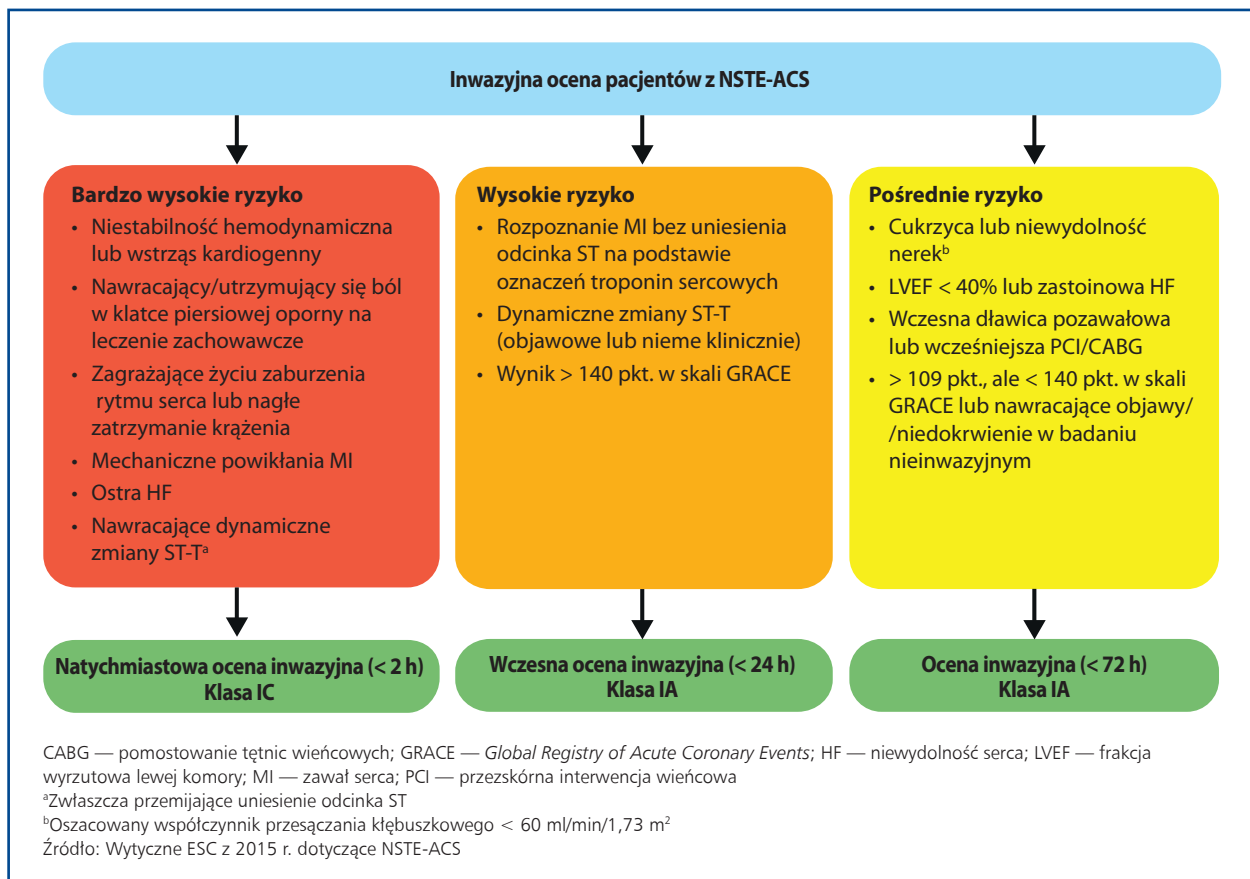 Inwazyjna ocena pacjentów z NSTE-ACS
Bardzo wysokie ryzyko
• Niestabilność hemodynamiczna
lub wstrząs kardiogenny
• Nawracający/utrzymujący się ból
w klatce piersiowej oporny na
leczenie zachowawcze
• Zagrażające życiu zaburzenia
rytmu serca lub nagłe
zatrzymanie krążenia
• Mechaniczne powikłania MI
• Ostra HF
• Nawracające dynamiczne
zmiany ST-Tᵃ
Wysokie ryzyko
• Rozpoznanie MI bez uniesienia
odcinka ST na podstawie
oznaczeń troponin sercowych
• Dynamiczne zmiany ST-T
(objawowe lub nieme klinicznie)
• Wynik > 140 pkt. w skali GRACE
Pośrednie ryzyko
• Cukrzyca lub niewydolność
nerekᵇ
• LVEF < 40% lub zastoinowa HF
• Wczesna dławica pozawałowa
lub wcześniejsza PCI/CABG
• > 109 pkt., ale < 140 pkt. w skali
GRACE lub nawracające objawy/
/niedokrwienie w badaniu
nieinwazyjnym
Natychmiastowa ocena inwazyjna (< 2 h)
Klasa IC
Wczesna ocena inwazyjna (< 24 h)
Klasa IA
Ocena inwazyjna (< 72 h)
Klasa IA
CABG — pomostowanie tętnic wieńcowych; GRACE — Global Registry of Acute Coronary Events; HF — niewydolność serca; LVEF — frakcja
wyrzutowa lewej komory; MI — zawał serca; PCI — przezskórna interwencja wieńcowa
ᵃZwłaszcza przemijające uniesienie odcinka ST
ᵇOszacowany współczynnik przesączania kłębuszkowego < 60 ml/min/1,73 m²
Źródło: Wytyczne ESC z 2015 r. dotyczące NSTE-ACS